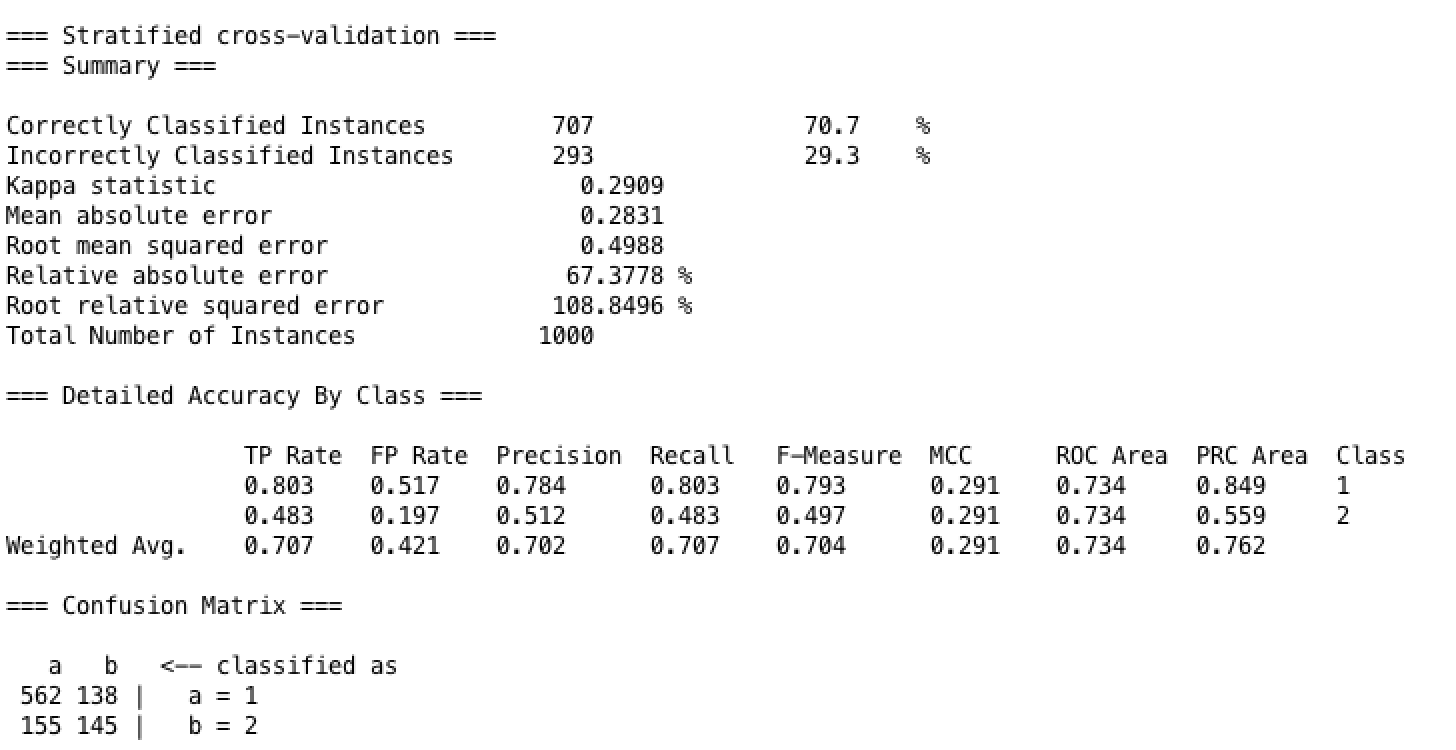 === Stratified cross-validation ===
=== Summary ===
Correctly Classified Instances         707               70.7    %
Incorrectly Classified Instances       293               29.3    %
Kappa statistic                          0.2909
Mean absolute error                      0.2831
Root mean squared error                  0.4988
Relative absolute error                 67.3778 %
Root relative squared error            108.8496 %
Total Number of Instances             1000
=== Detailed Accuracy By Class ===
                 TP Rate  FP Rate  Precision  Recall   F-Measure  MCC      ROC Area  PRC Area  Class
                 0.803    0.517    0.784      0.803    0.793      0.291    0.734     0.849     1
                 0.483    0.197    0.512      0.483    0.497      0.291    0.734     0.559     2
Weighted Avg.    0.707    0.421    0.702      0.707    0.704      0.291    0.734     0.762
=== Confusion Matrix ===
   a   b   <-- classified as
 562 138 |   a = 1
 155 145 |   b = 2